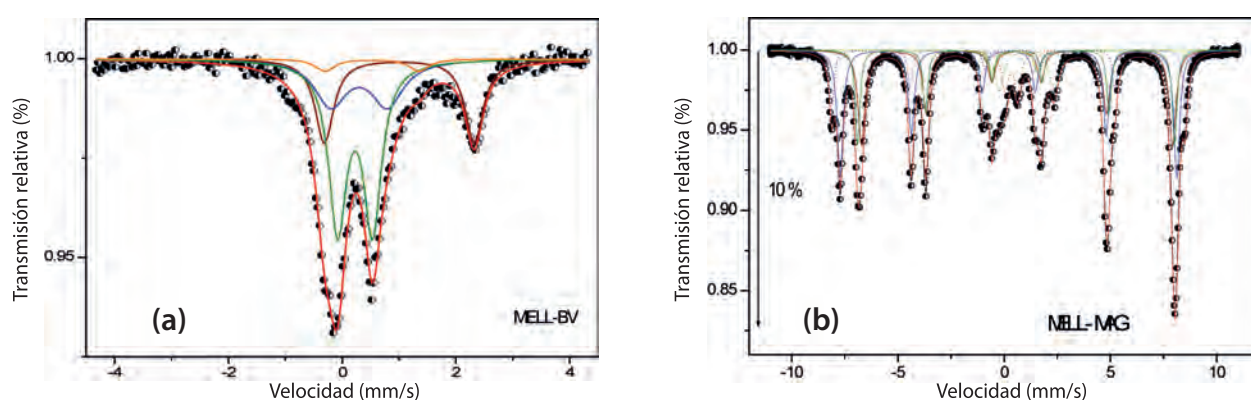 Transmisión relativa (%)
1.00
0.95
(a)
MELL-BV
-4
-2
0
2
4
Velocidad (mm/s)
Transmisión relativa (%)
1.00
0.95
0.90
0.85
10 %
(b)
MELL-MAG
-10
-5
0
5
10
Velocidad (mm/s)